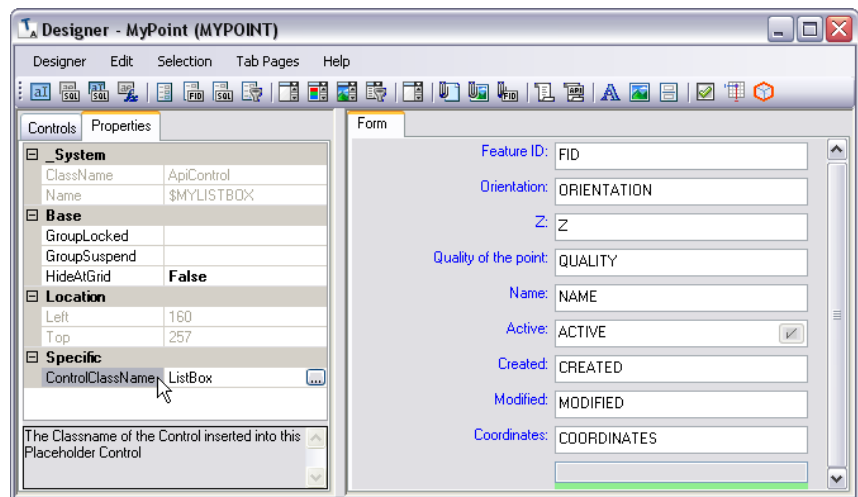 Designer - MyPoint (MYPOINT)
Designer Edit Selection Tab Pages Help
Controls Properties
_System
ClassName ApiControl
Name $MYLISTBOX
Base
GroupLocked
GroupSuspend
HideAtGrid False
Location
Left 160
Top 257
Specific
ControlClassName ListBox ...
The Classname of the Control inserted into this
Placeholder Control
Form
Feature ID: FID
Orientation: ORIENTATION
Z: Z
Quality of the point: QUALITY
Name: NAME
Active: ACTIVE
Created: CREATED
Modified: MODIFIED
Coordinates: COORDINATES